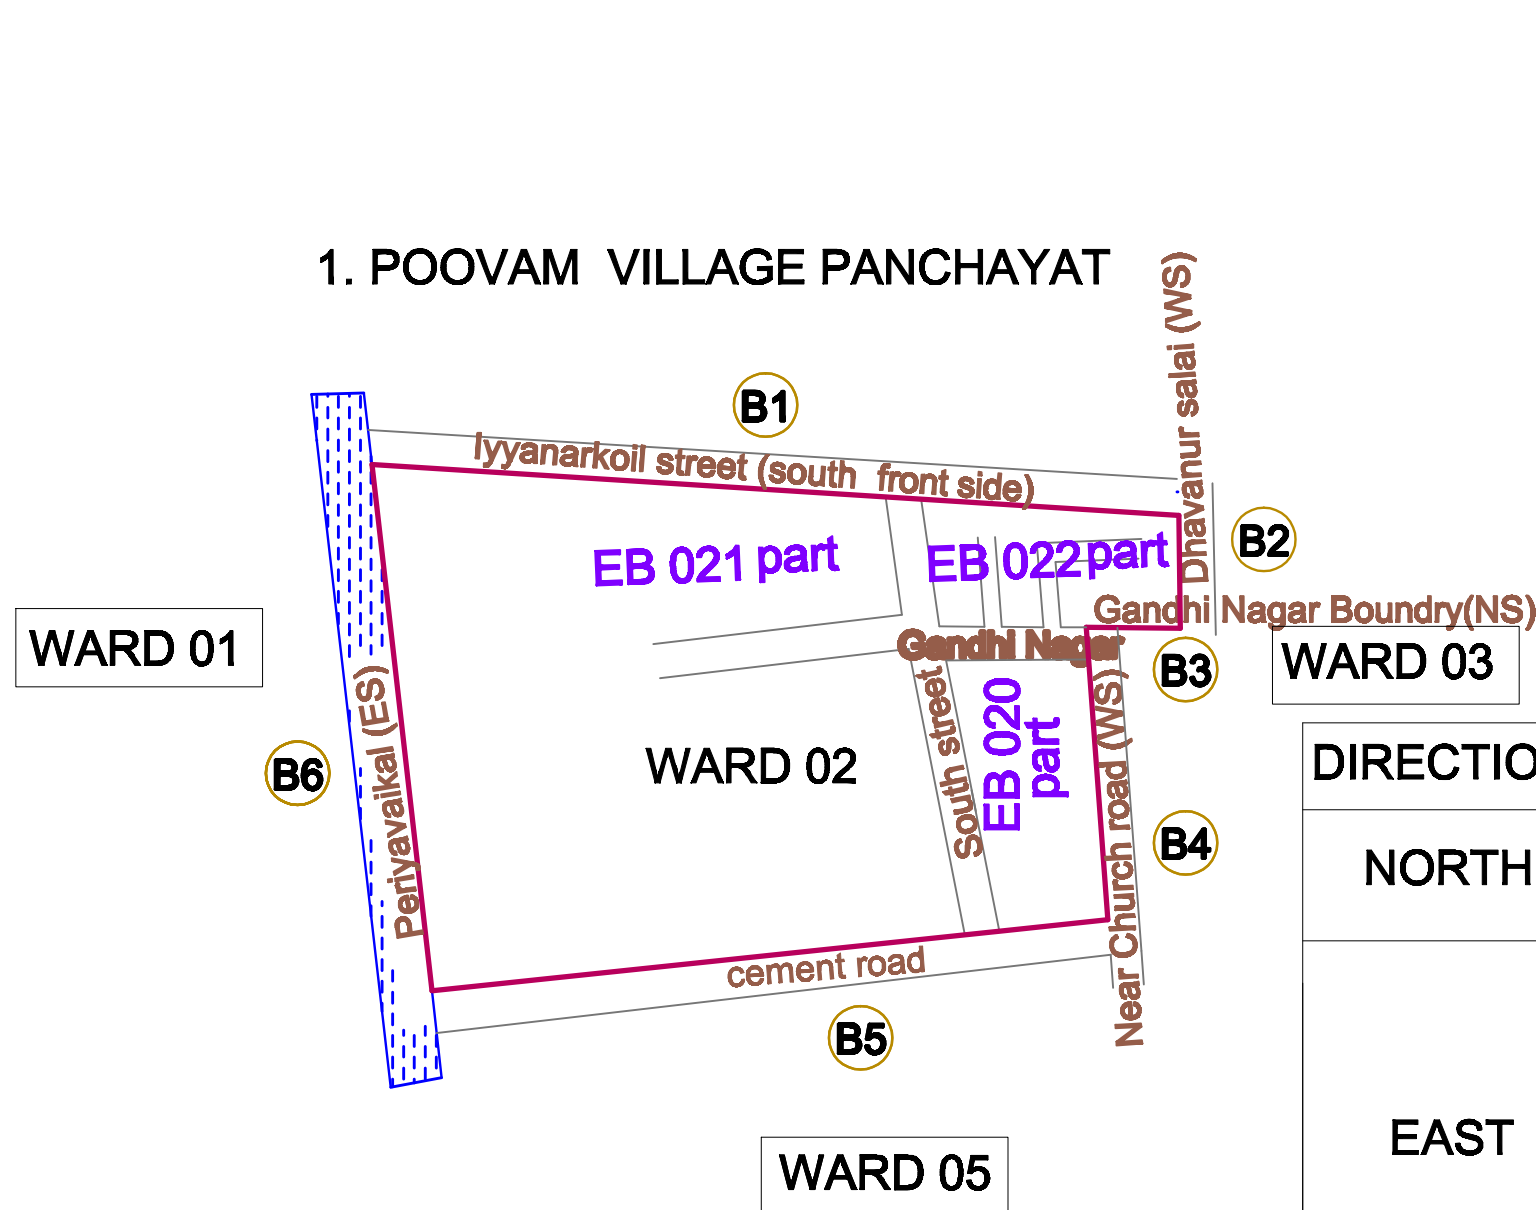 1. POOVAM VILLAGE PANCHAYAT
Dhavanur salai (WS)
B1
Iyyanarkoil street (south front side)
B2
EB 021 part
EB 022 part
Gandhi Nagar Boundry(NS)
WARD 01
Gandhi Nagar
B3
WARD 03
Periyavaikal (ES)
South street
EB 020
part
Near Church road (WS)
WARD 02
B6
DIRECTIO
B4
NORTH
cement road
B5
EAST
WARD 05